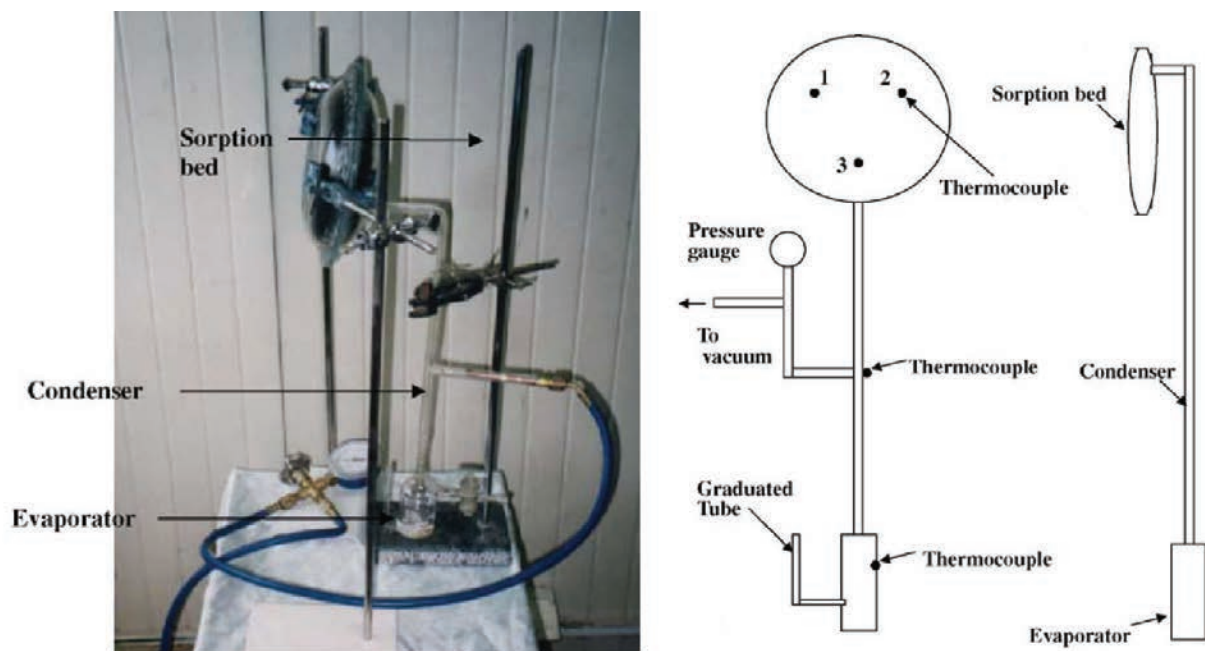 Sorption
bed
Condenser
Evaporator
1
2
3
Thermocouple
Pressure
gauge
To
vacuum
Thermocouple
Graduated
Tube
Thermocouple
Sorption bed
Condenser
Evaporator